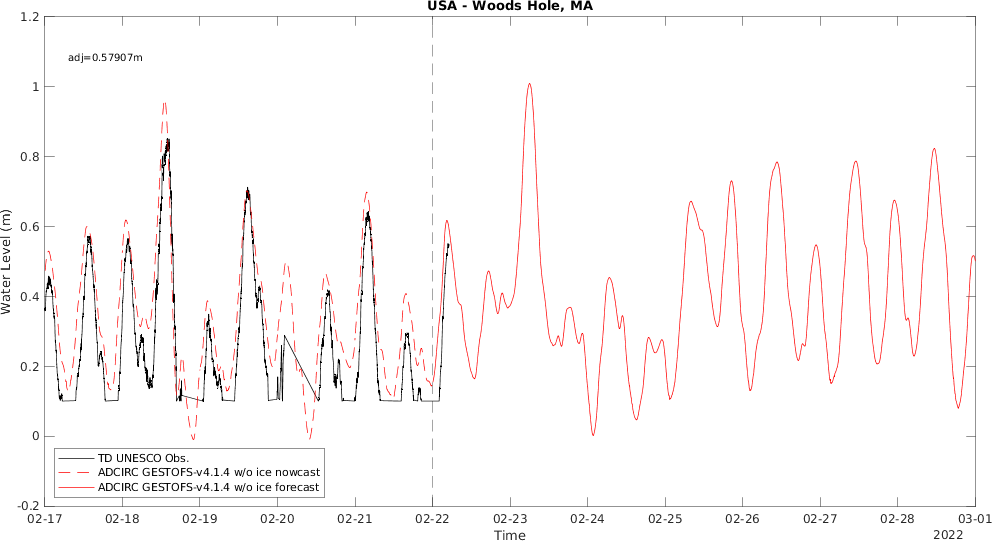 USA - Woods Hole, MA
1.2
adj=0.57907m
1
0.8
0.6
0.4
0.2
0
-0.2
Water Level (m)
TD UNESCO Obs.
ADCIRC GESTOFS-v4.1.4 w/o ice nowcast
ADCIRC GESTOFS-v4.1.4 w/o ice forecast
02-17 02-18 02-19 02-20 02-21 02-22 02-23 02-24 02-25 02-26 02-27 02-28 03-01
Time
2022